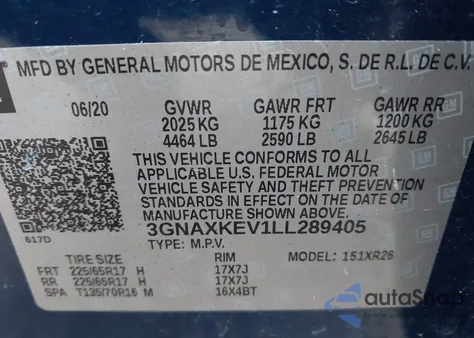 MFD BY GENERAL MOTORS DE MEXICO, S. DE R.L. DE C.V.
06/20 GVWR GAWR FRT GAWR RR
2025 KG 1175 KG 1200 KG
4464 LB 2590 LB 2645 LB
THIS VEHICLE CONFORMS TO ALL
APPLICABLE U.S. FEDERAL MOTOR
VEHICLE SAFETY AND THEFT PREVENTION
STANDARDS IN EFFECT ON THE DATE OF
MANUFACTURE SHOWN ABOVE.
617D
3GNAXKEV1LL289405
TYPE: M.P.V.
TIRE SIZE RIM MODEL: 151XR26
FRT 225/65R17 H 17X7J
RR 225/65R17 H 17X7J
SPA T135/70R16 M 16X4BT
autoSnap